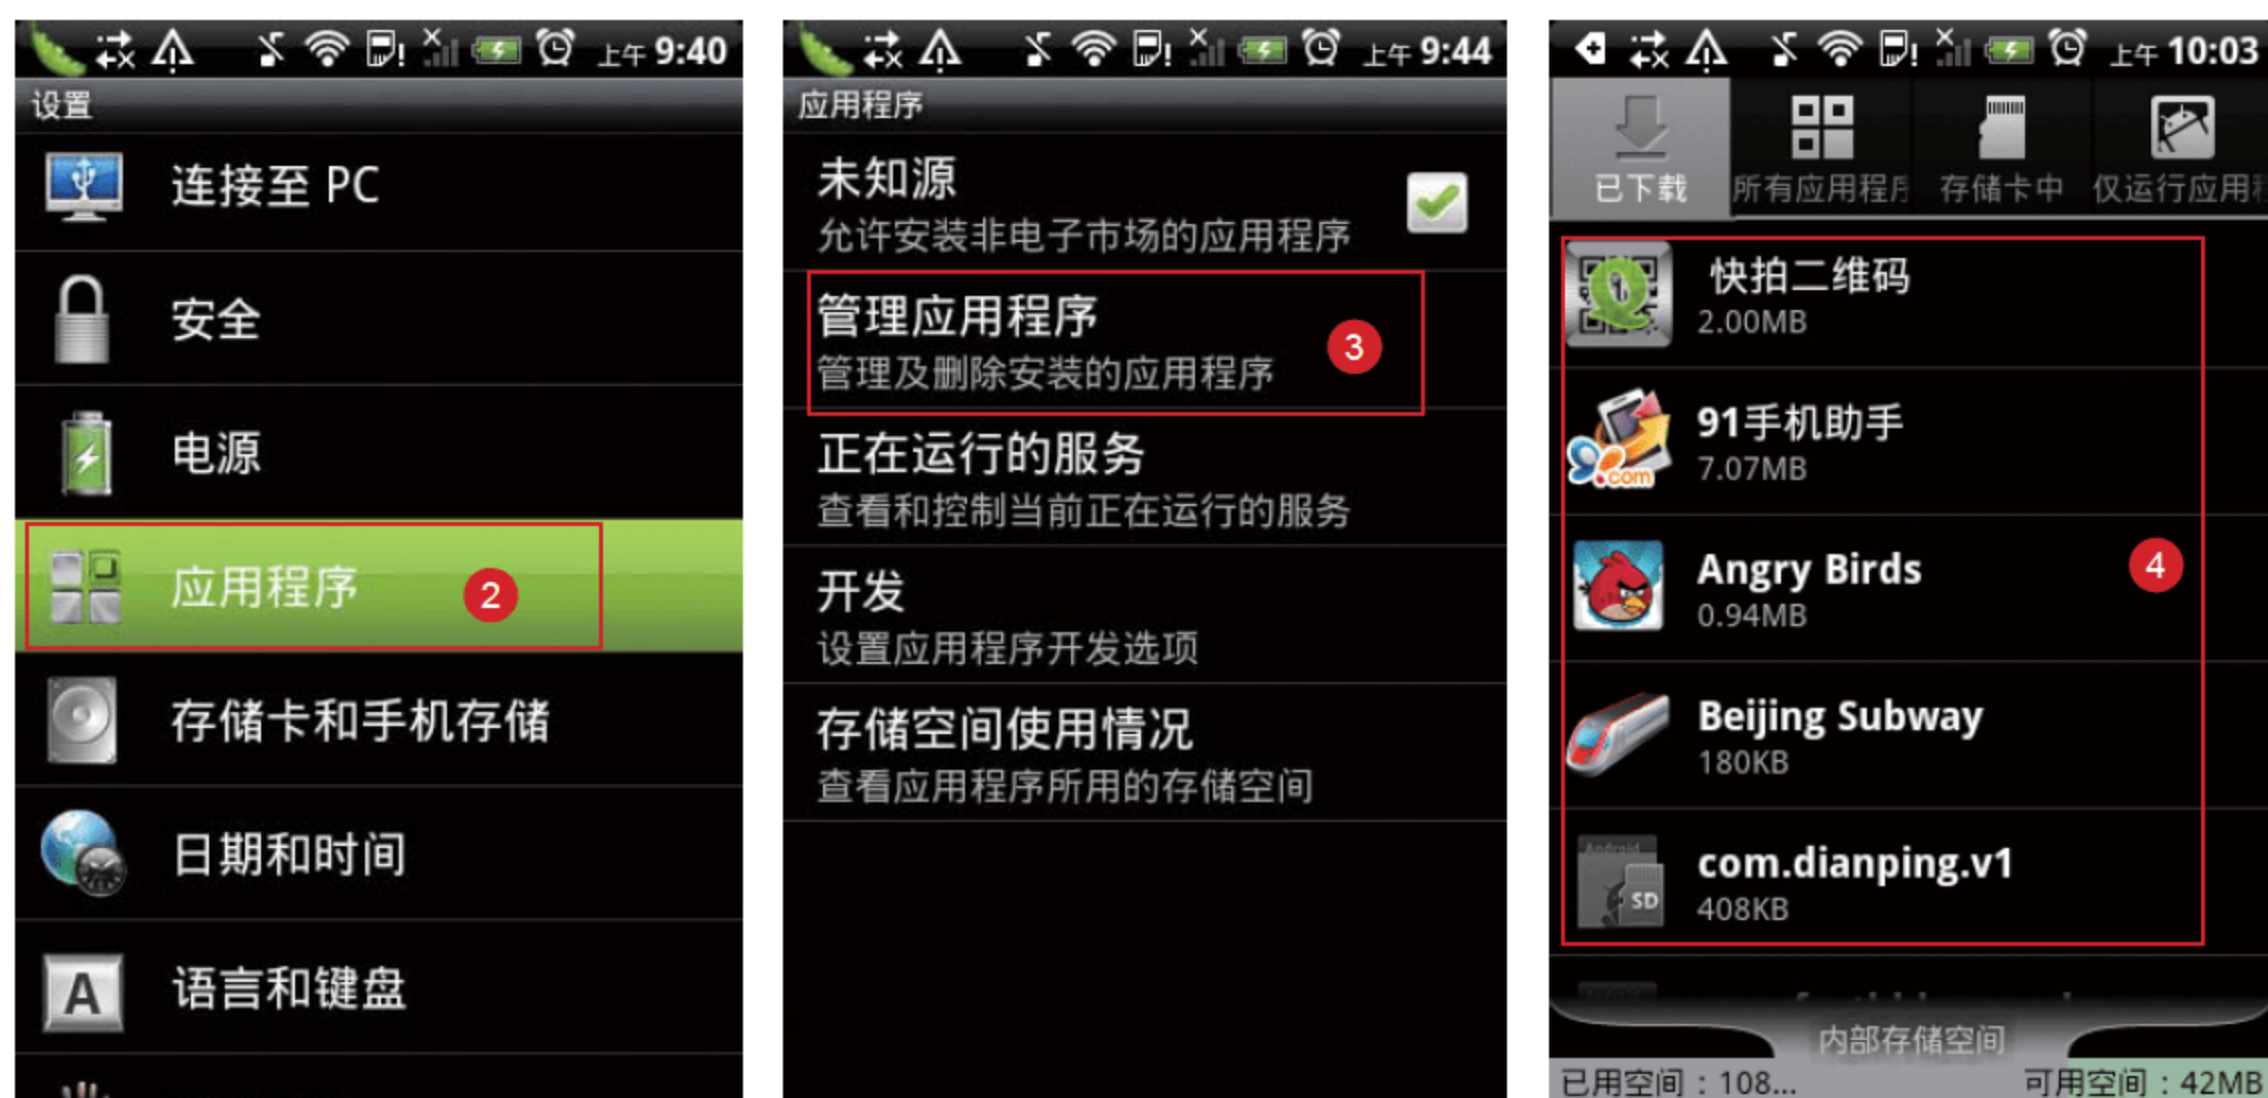 上午 9:40
设置
连接至 PC
安全
电源
应用程序
2
存储卡和手机存储
日期和时间
A
语言和键盘
上午 9:44
应用程序
未知源
允许安装非电子市场的应用程序
管理应用程序
管理及删除安装的应用程序
3
正在运行的服务
查看和控制当前正在运行的服务
开发
设置应用程序开发选项
存储空间使用情况
查看应用程序所用的存储空间
上午 10:03
已下载
所有应用程序
存储卡中
仅运行应用程
快拍二维码
2.00MB
91手机助手
.com
7.07MB
Angry Birds
0.94MB
4
Beijing Subway
180KB
com.dianping.v1
Android
SD
408KB
内部存储空间
已用空间：108...
可用空间：42MB